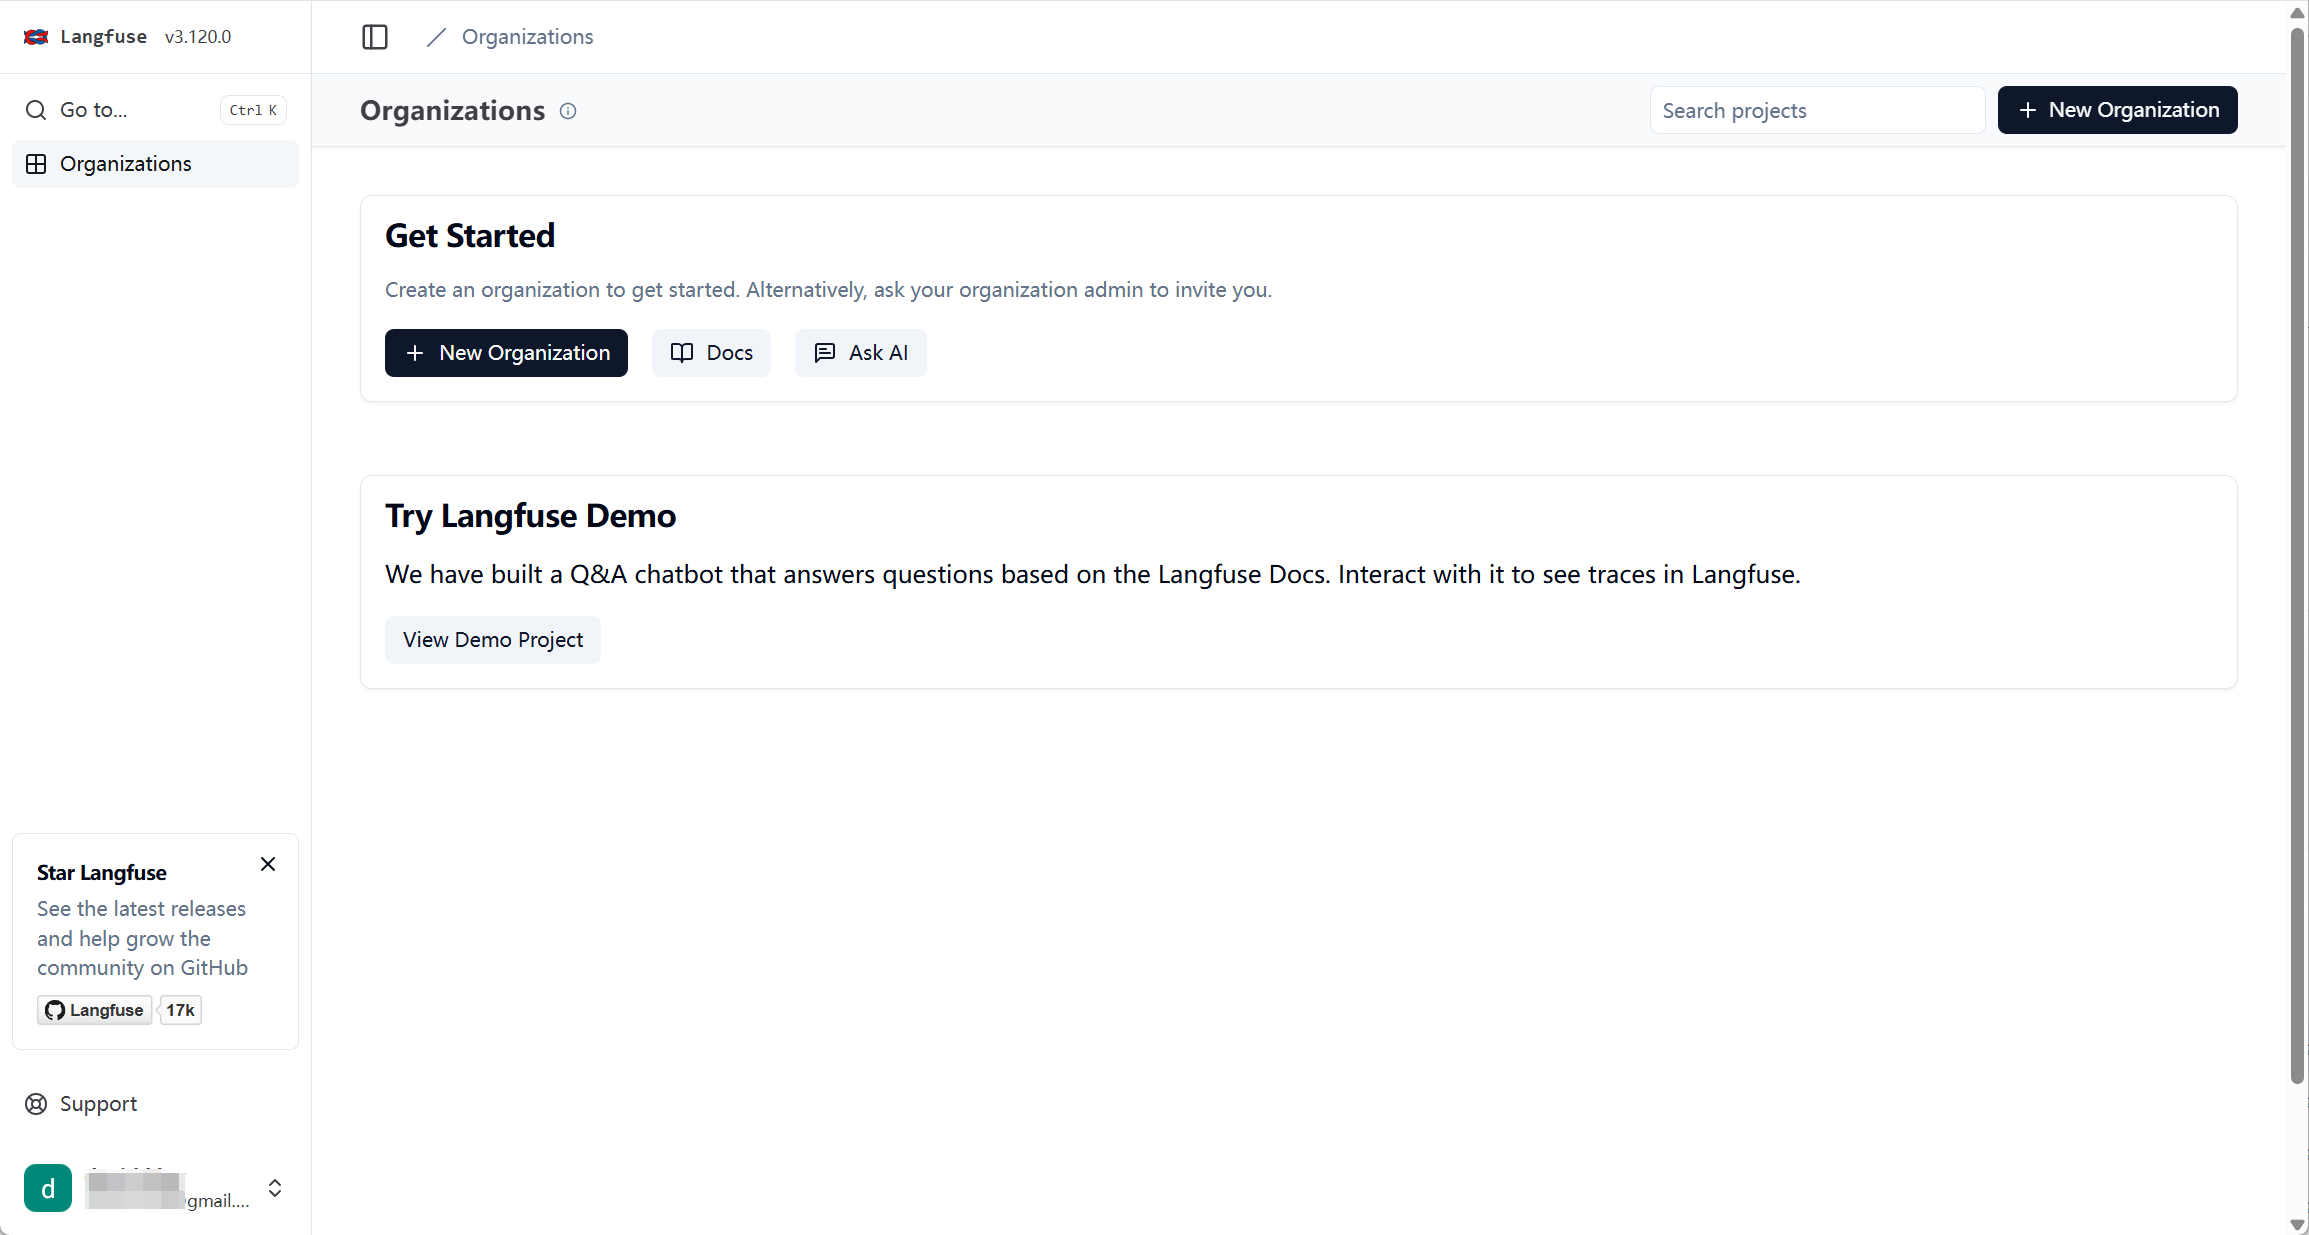 Langfuse v3.120.0
Go to... Ctrl K
Organizations
Star Langfuse
See the latest releases
and help grow the
community on GitHub
Langfuse 17k
Support
d
gmail....
Organizations
Organizations
Search projects
New Organization
Get Started
Create an organization to get started. Alternatively, ask your organization admin to invite you.
New Organization Docs Ask AI
Try Langfuse Demo
We have built a Q&A chatbot that answers questions based on the Langfuse Docs. Interact with it to see traces in Langfuse.
View Demo Project